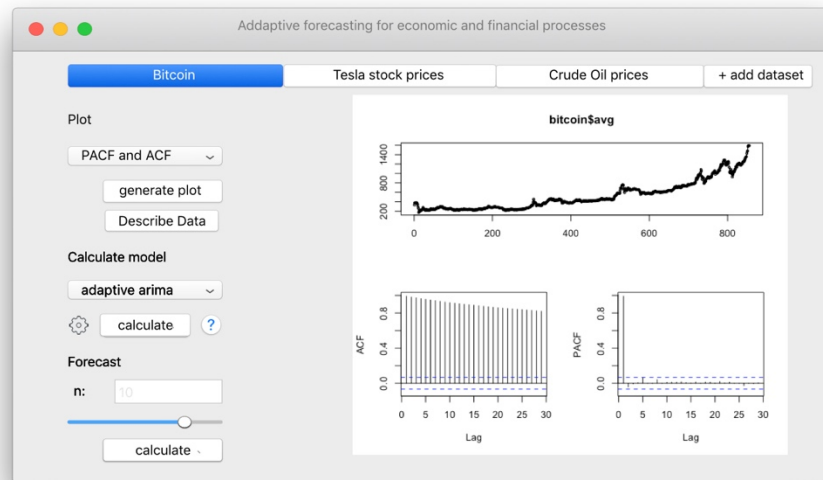 Addaptive forecasting for economic and financial processes
Bitcoin Tesla stock prices Crude Oil prices + add dataset
Plot
PACF and ACF
generate plot
Describe Data
Calculate model
adaptive arima
calculate ?
Forecast
n: 10
calculate
bitcoin$avg
200 800 1400
0 200 400 600 800
ACF
0.0 0.4 0.8
0 5 10 15 20 25 30
Lag
PACF
0.0 0.4 0.8
0 5 10 15 20 25 30
Lag